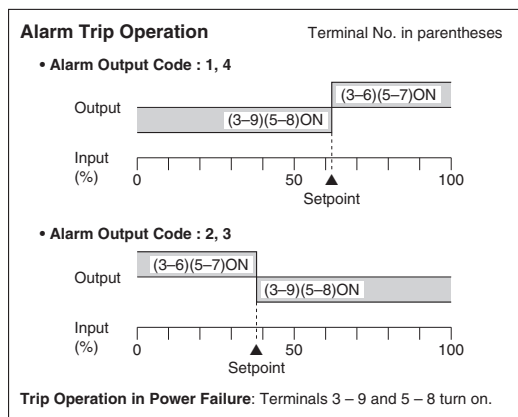 Alarm Trip Operation Terminal No. in parentheses
• Alarm Output Code : 1, 4
(3–6)(5–7)ON
Output
(3–9)(5–8)ON
Input
(%)
0 50 100
Setpoint
• Alarm Output Code : 2, 3
(3–6)(5–7)ON
Output
(3–9)(5–8)ON
Input
(%)
0 50 100
Setpoint
Trip Operation in Power Failure: Terminals 3 – 9 and 5 – 8 turn on.